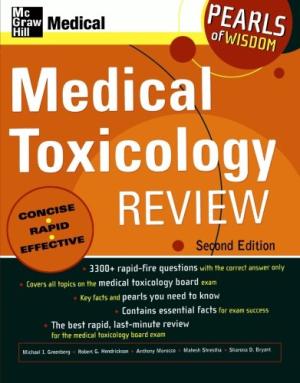 Mc
Graw
Hill
Medical
PEARLS
of WISDOM
Medical
Toxicology
REVIEW
Second Edition
CONCISE
• RAPID •
EFFECTIVE
• 3300+ rapid-fire questions with the correct answer only
• Covers all topics on the medical toxicology board exam
• Key facts and pearls you need to know
• Contains essential facts for exam success
• The best rapid, last-minute review
for the medical toxicology board exam
Michael I. Greenberg • Robert G. Hendrickson • Anthony Morocco • Mahesh Shrestha • Sharona D. Bryant